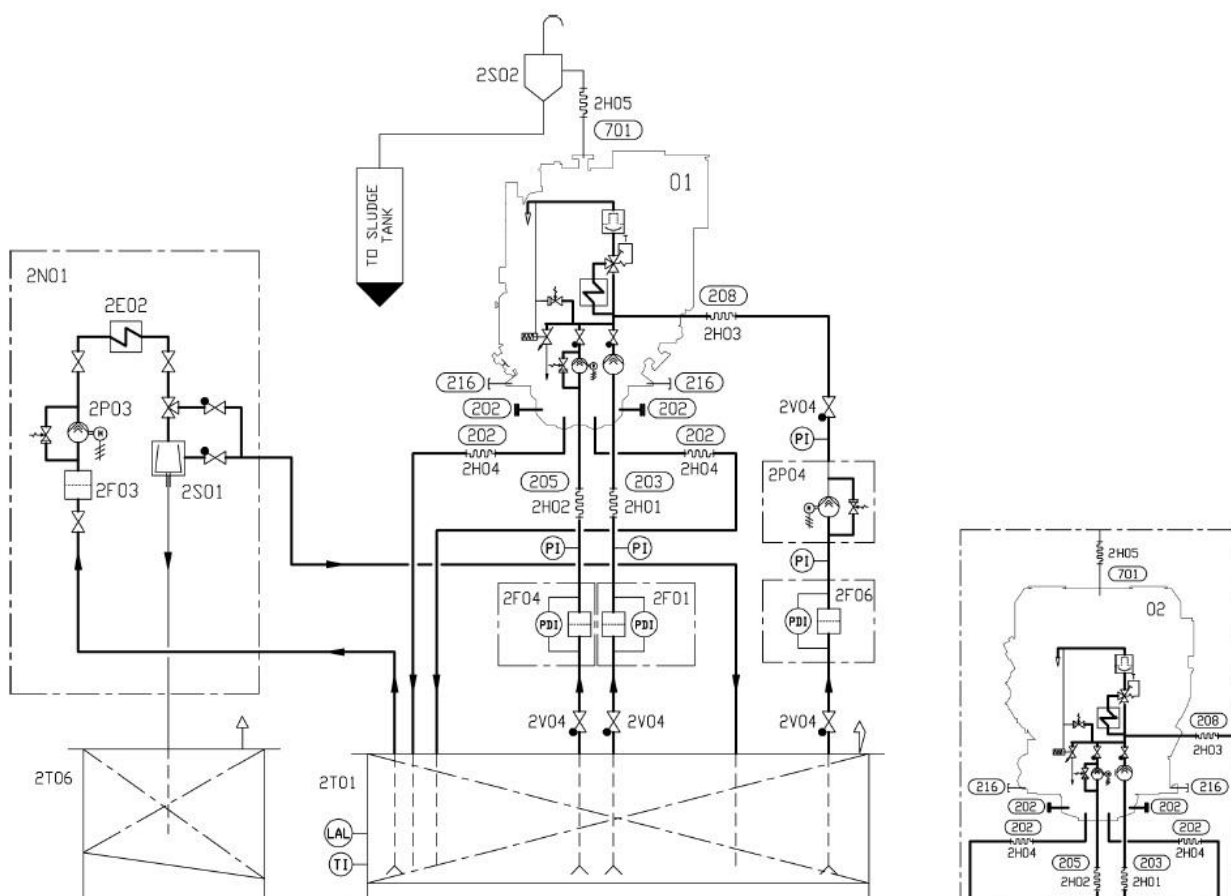 2S02
2H05
701
01
TO SLUDGE
TANK
2N01
2E02
208
2H03
2P03
M
216
216
202
202
2V04
202
202
PI
2H04
2H04
2P04
2F03
2S01
205
203
2H02
2H01
M
PI
PI
PI
2H05
701
2F04
2F01
2F06
02
PDI
PDI
PDI
2V04
2V04
2V04
208
2H03
2T06
2T01
216
216
202
202
LAL
202
202
2H04
2H04
TI
205
203
2H02
2H01